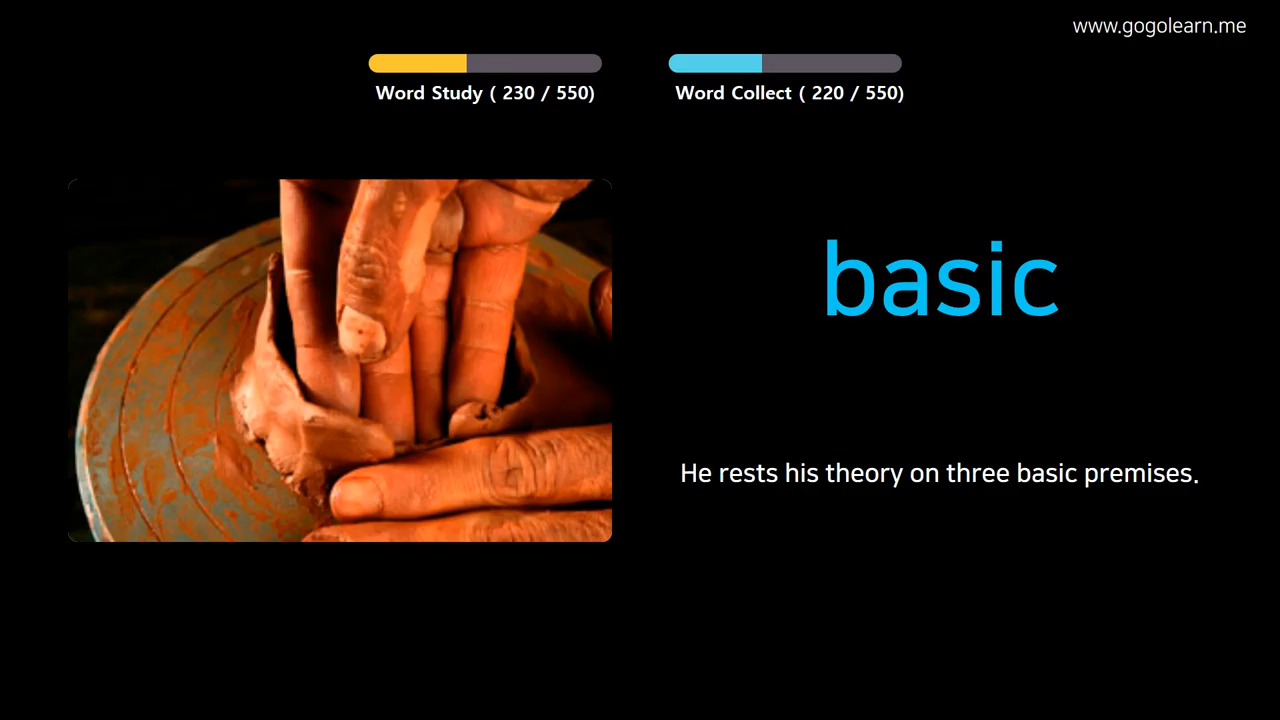 www.gogolearn.me
Word Study ( 230 / 550)
Word Collect ( 220 / 550)
basic
He rests his theory on three basic premises.